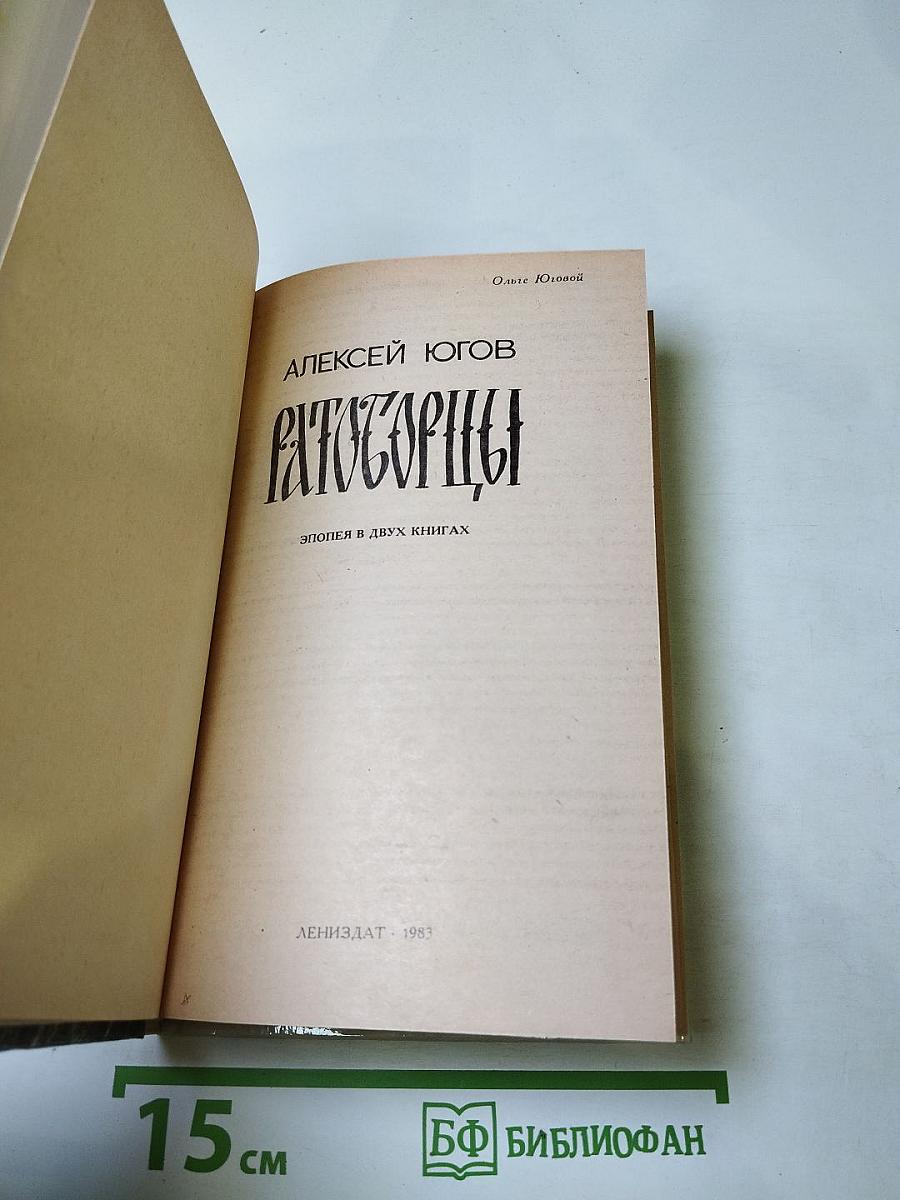 Ольге Юговой
АЛЕКСЕЙ ЮГОВ
РАТОБОРЦЫ
ЭПОПЕЯ В ДВУХ КНИГАХ
ЛЕНИЗДАТ · 1983
15 см
БФ БИБЛИОФАН